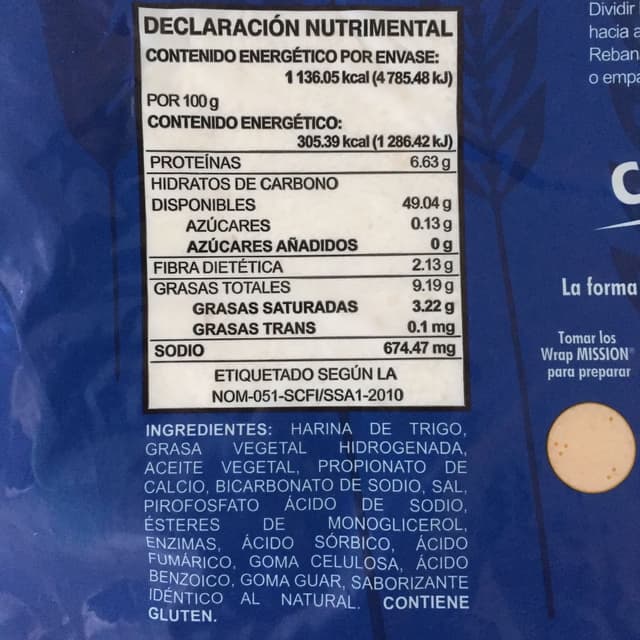 DECLARACIÓN NUTRIMENTAL
CONTENIDO ENERGÉTICO POR ENVASE:
1 136.05 kcal (4 785.48 kJ)
POR 100 g
CONTENIDO ENERGÉTICO:
305.39 kcal (1 286.42 kJ)
PROTEÍNAS 6.63 g
HIDRATOS DE CARBONO
DISPONIBLES 49.04 g
AZÚCARES 0.13 g
AZÚCARES AÑADIDOS 0 g
FIBRA DIETÉTICA 2.13 g
GRASAS TOTALES 9.19 g
GRASAS SATURADAS 3.22 g
GRASAS TRANS 0.1 mg
SODIO 674.47 mg
ETIQUETADO SEGÚN LA
NOM-051-SCFI/SSA1-2010
INGREDIENTES: HARINA DE TRIGO,
GRASA VEGETAL HIDROGENADA,
ACEITE VEGETAL, PROPIONATO DE
CALCIO, BICARBONATO DE SODIO, SAL,
PIROFOSFATO ÁCIDO DE SODIO,
ÉSTERES DE MONOGLICEROL,
ENZIMAS, ÁCIDO SÓRBICO, ÁCIDO
FUMÁRICO, GOMA CELULOSA, ÁCIDO
BENZOICO, GOMA GUAR, SABORIZANTE
IDÉNTICO AL NATURAL. CONTIENE
GLUTEN.
Dividir
hacia a
Reban
o empa
C
La forma
Tomar los
Wrap MISSION®
para preparar